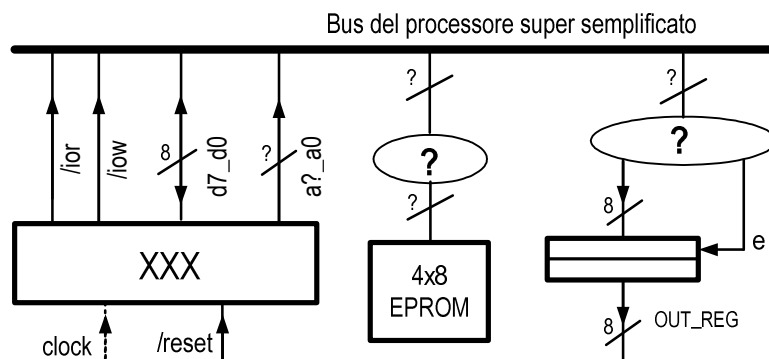 Bus del processore super semplificato
/ior
/iow
8
d7_d0
?
a?_a0
?
?
?
?
?
8
e
XXX
4x8
EPROM
8
OUT_REG
clock
/reset